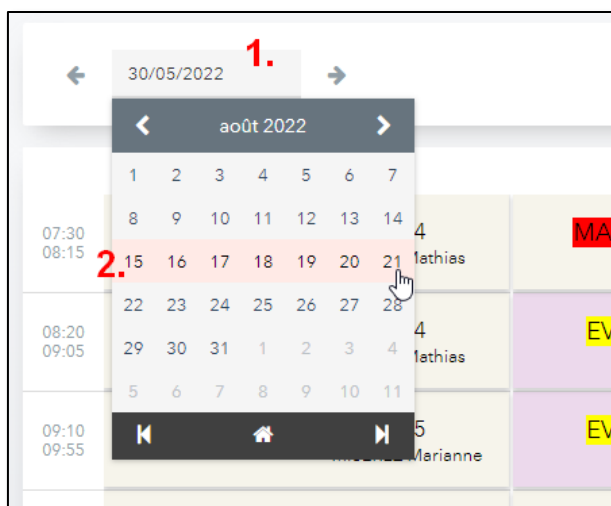 1.
30/05/2022
août 2022
1 2 3 4 5 6 7
8 9 10 11 12 13 14
2.
15 16 17 18 19 20 21
22 23 24 25 26 27 28
29 30 31 1 2 3 4
5 6 7 8 9 10 11
07:30
08:15
4
Mathias
MA
08:20
09:05
4
Mathias
EV
09:10
09:55
5
Marianne
EV